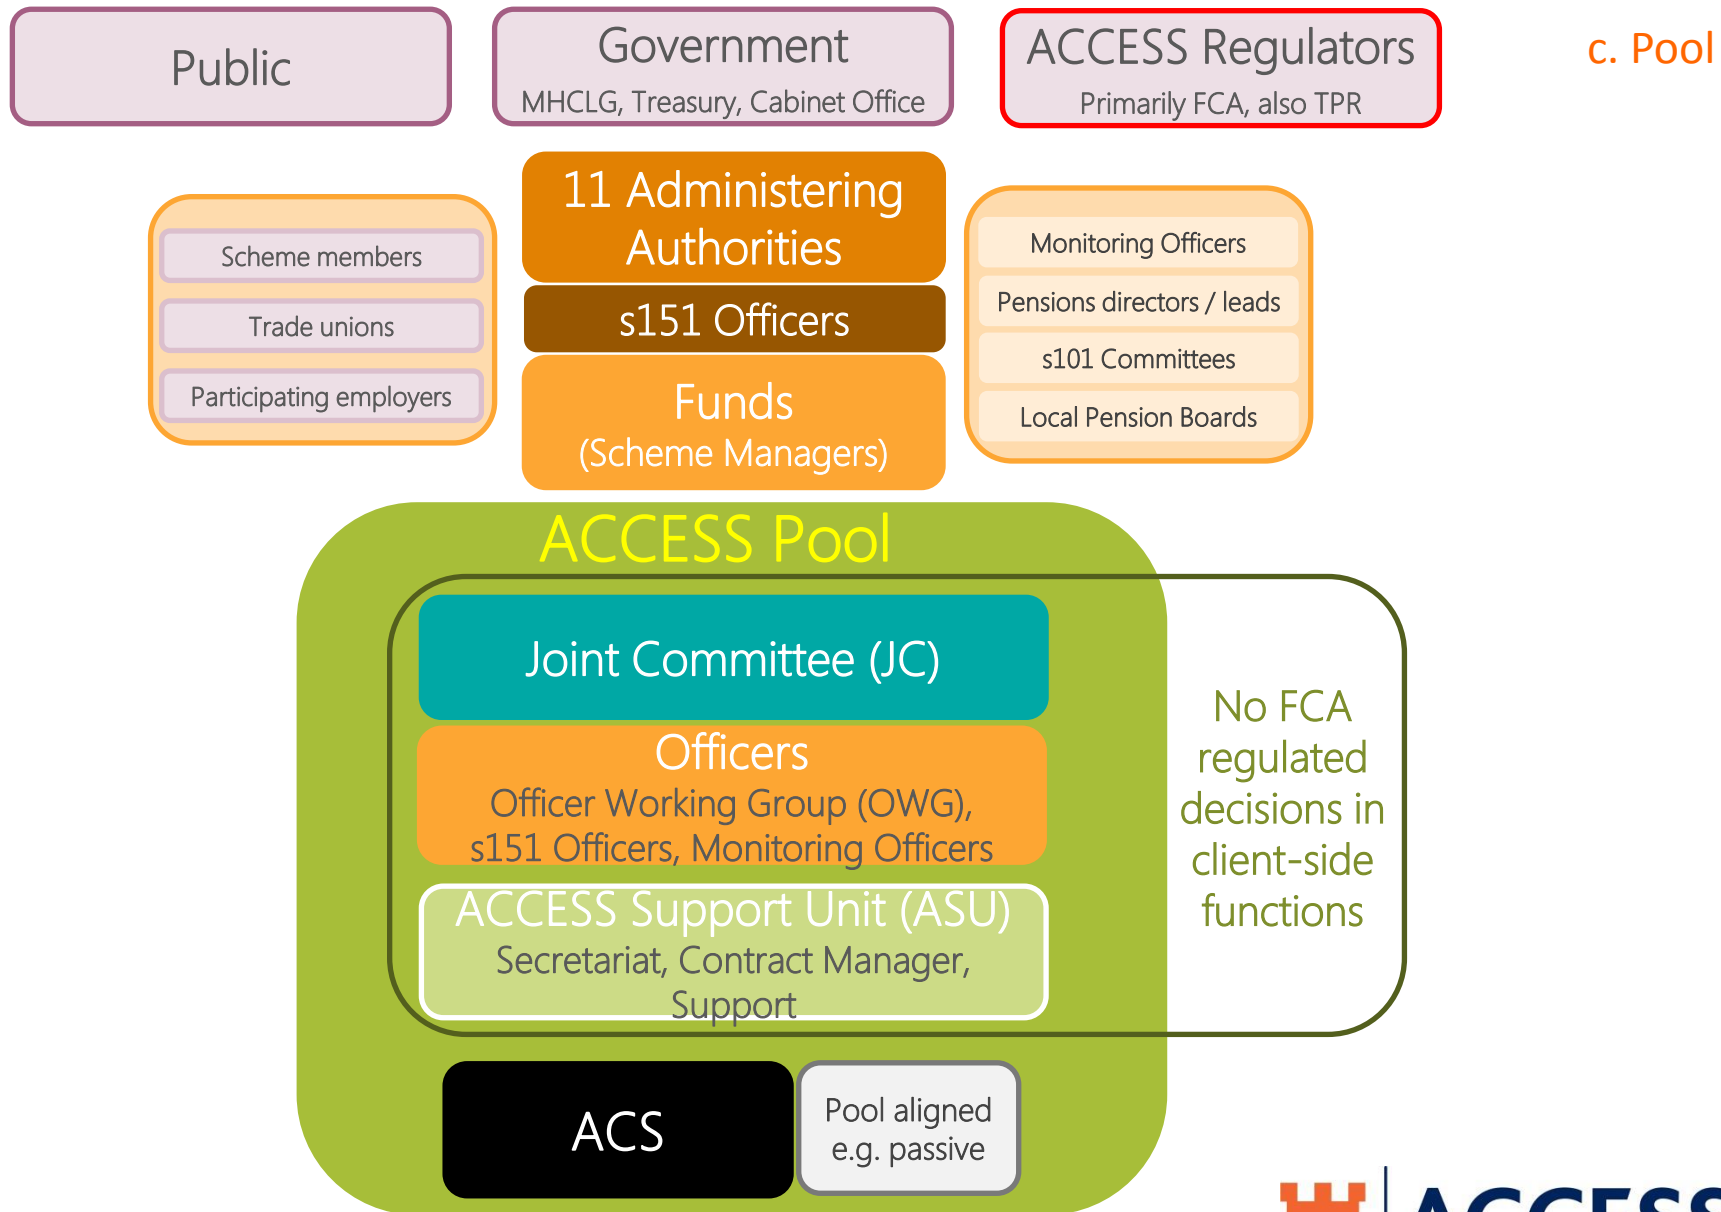 Public
Government
MHCLG, Treasury, Cabinet Office
ACCESS Regulators
Primarily FCA, also TPR
c. Pool
Scheme members
Trade unions
Participating employers
11 Administering
Authorities
s151 Officers
Funds
(Scheme Managers)
Monitoring Officers
Pensions directors / leads
s101 Committees
Local Pension Boards
ACCESS Pool
Joint Committee (JC)
Officers
Officer Working Group (OWG),
s151 Officers, Monitoring Officers
ACCESS Support Unit (ASU)
Secretariat, Contract Manager,
Support
No FCA
regulated
decisions in
client-side
functions
ACS
Pool aligned
e.g. passive
ACCESS